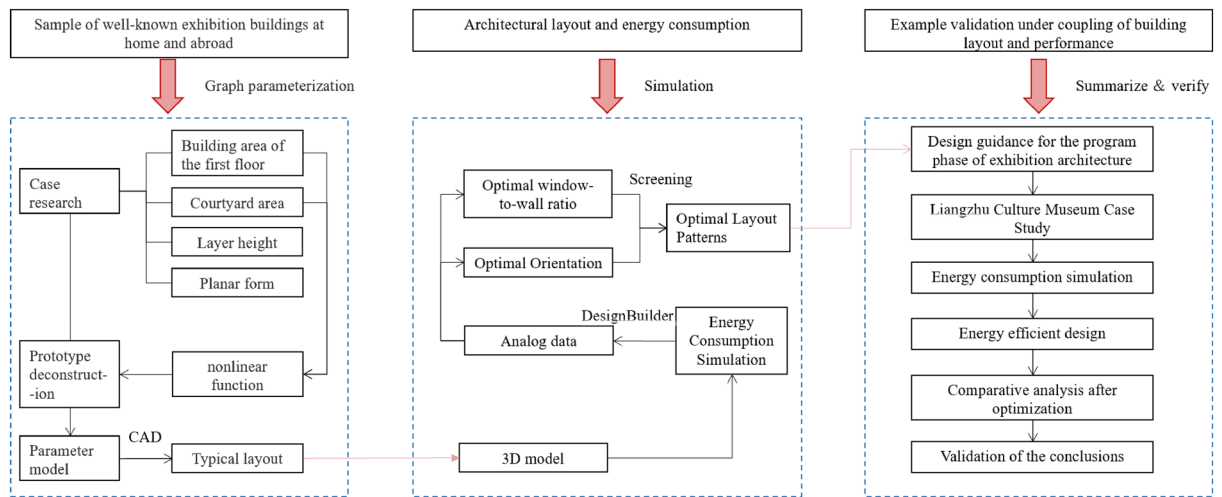 Sample of well-known exhibition buildings at
home and abroad
Graph parameterization
Case
research
Building area of
the first floor
Courtyard area
Layer height
Planar form
Prototype
deconstruct-
-ion
nonlinear
function
Parameter
model
CAD
Typical layout
Architectural layout and energy consumption
Simulation
Optimal window-
to-wall ratio
Screening
Optimal Layout
Patterns
Optimal Orientation
DesignBuilder
Analog data
Energy
Consumption
Simulation
3D model
Example validation under coupling of building
layout and performance
Summarize & verify
Design guidance for the program
phase of exhibition architecture
Liangzhu Culture Museum Case
Study
Energy consumption simulation
Energy efficient design
Comparative analysis after
optimization
Validation of the conclusions